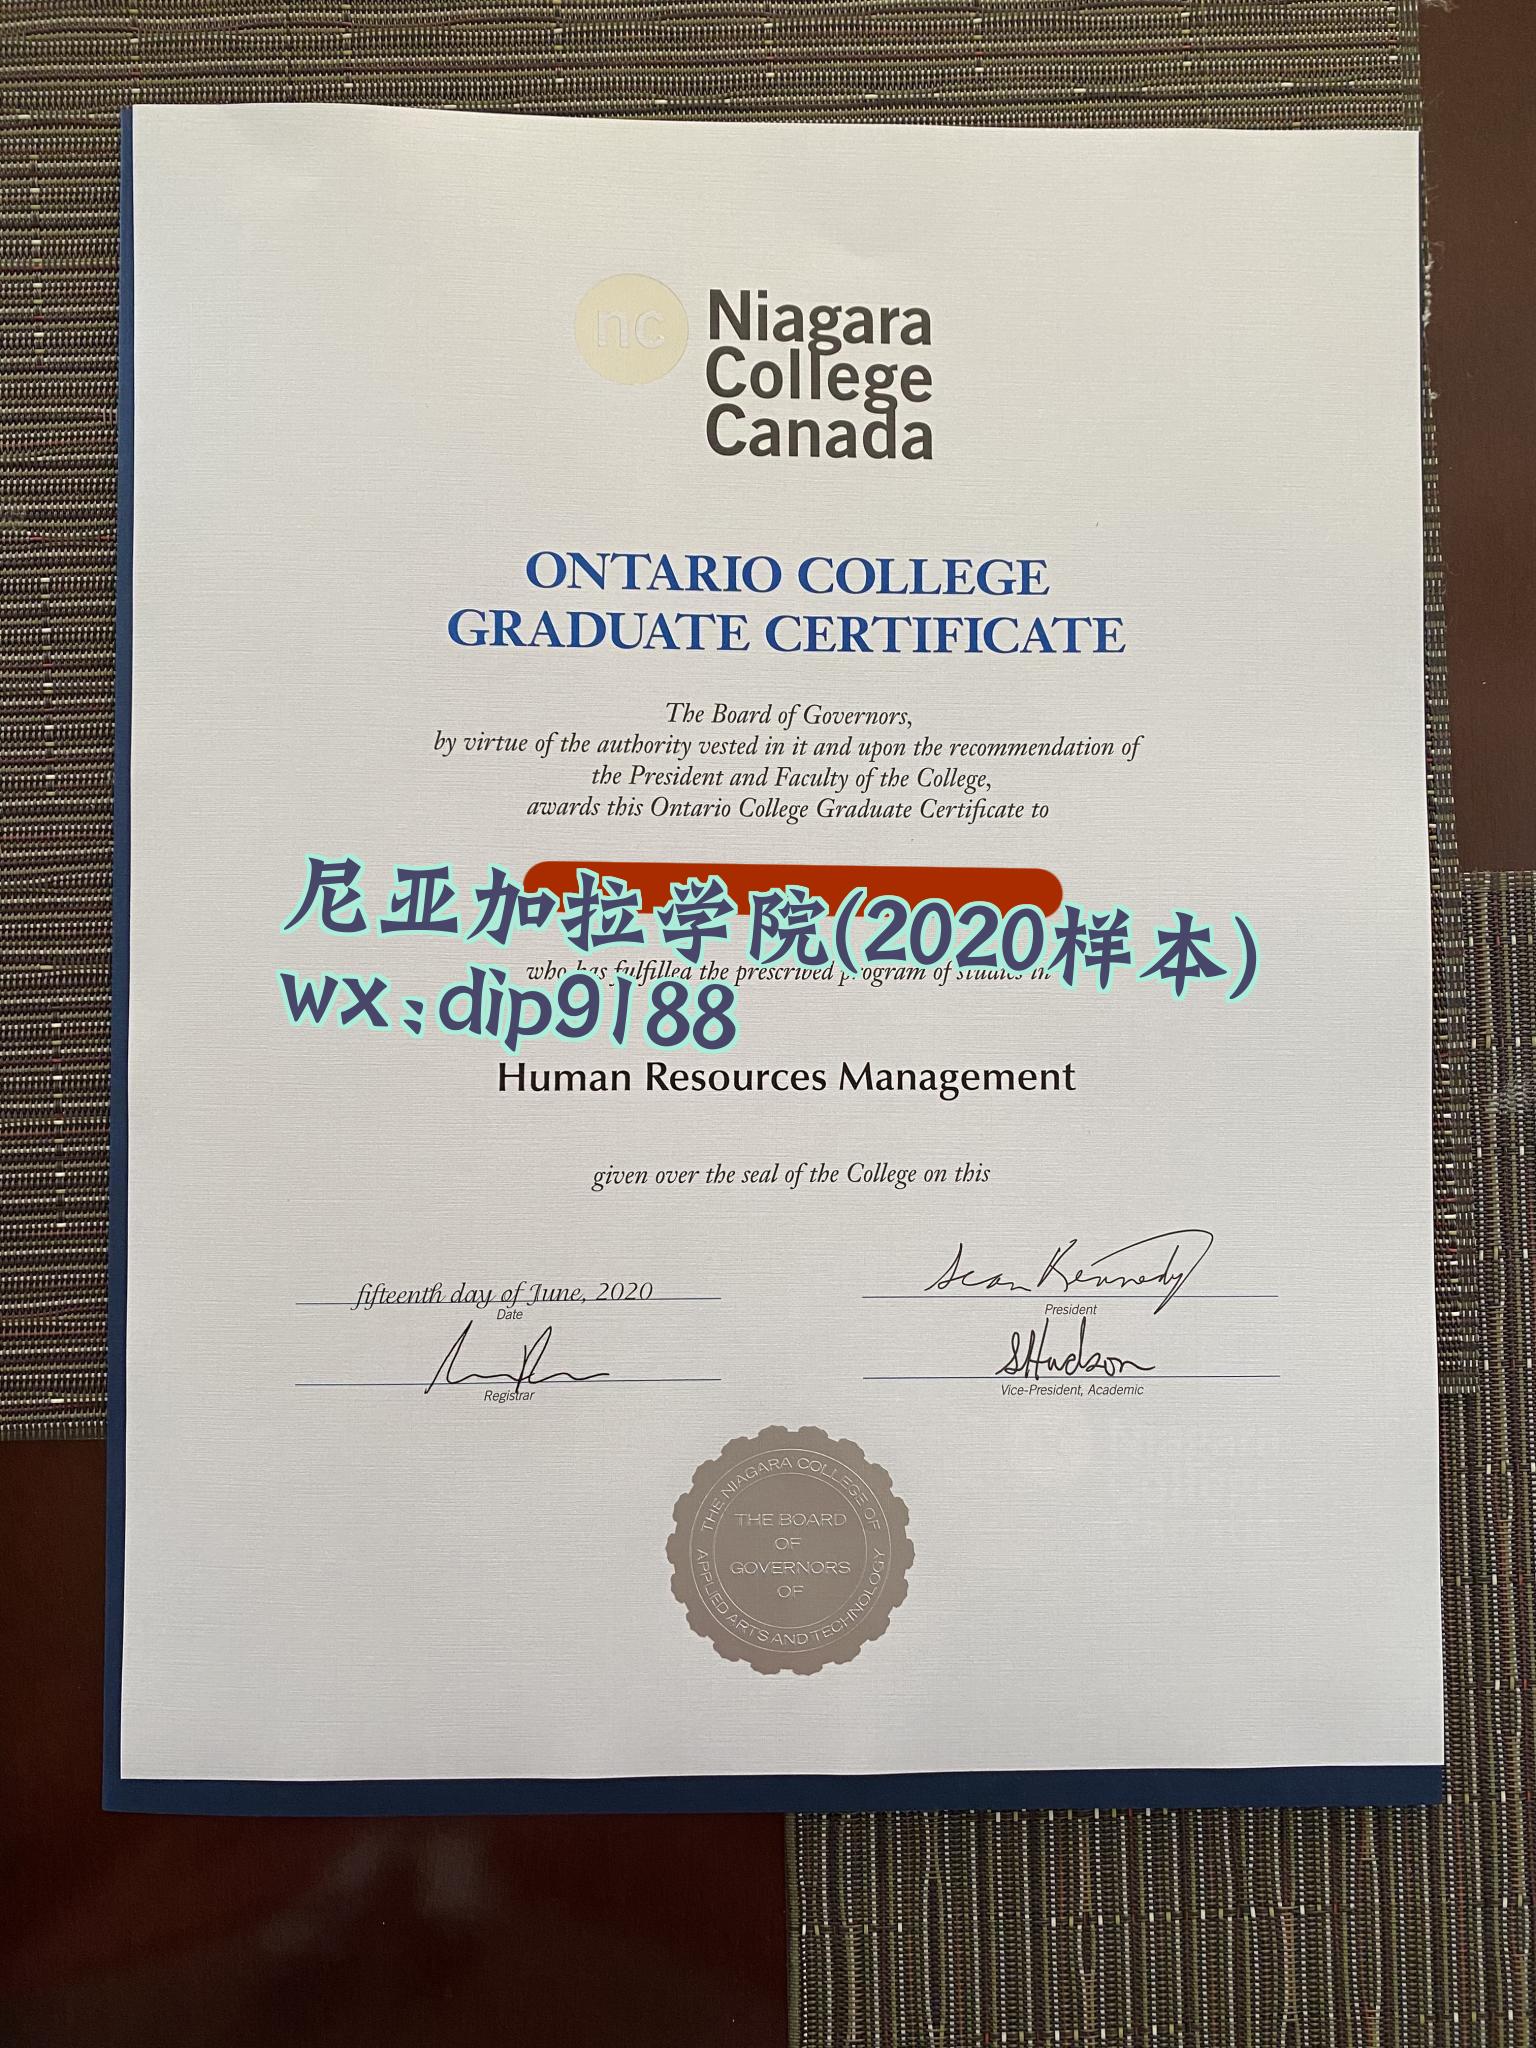 nc
Niagara
College
Canada
ONTARIO COLLEGE
GRADUATE CERTIFICATE
The Board of Governors,
by virtue of the authority vested in it and upon the recommendation of
the President and Faculty of the College,
awards this Ontario College Graduate Certificate to
尼亚加拉学院(2020样本)
who has fulfilled the prescribed program of studies in
wx:dip9188
Human Resources Management
given over the seal of the College on this
fifteenth day of June, 2020
Date
Sean Kennedy
President
Registrar
SHudson
Vice-President, Academic
THE NIAGARA COLLEGE OF
APPLIED ARTS AND TECHNOLOGY
THE BOARD
OF
GOVERNORS
OF